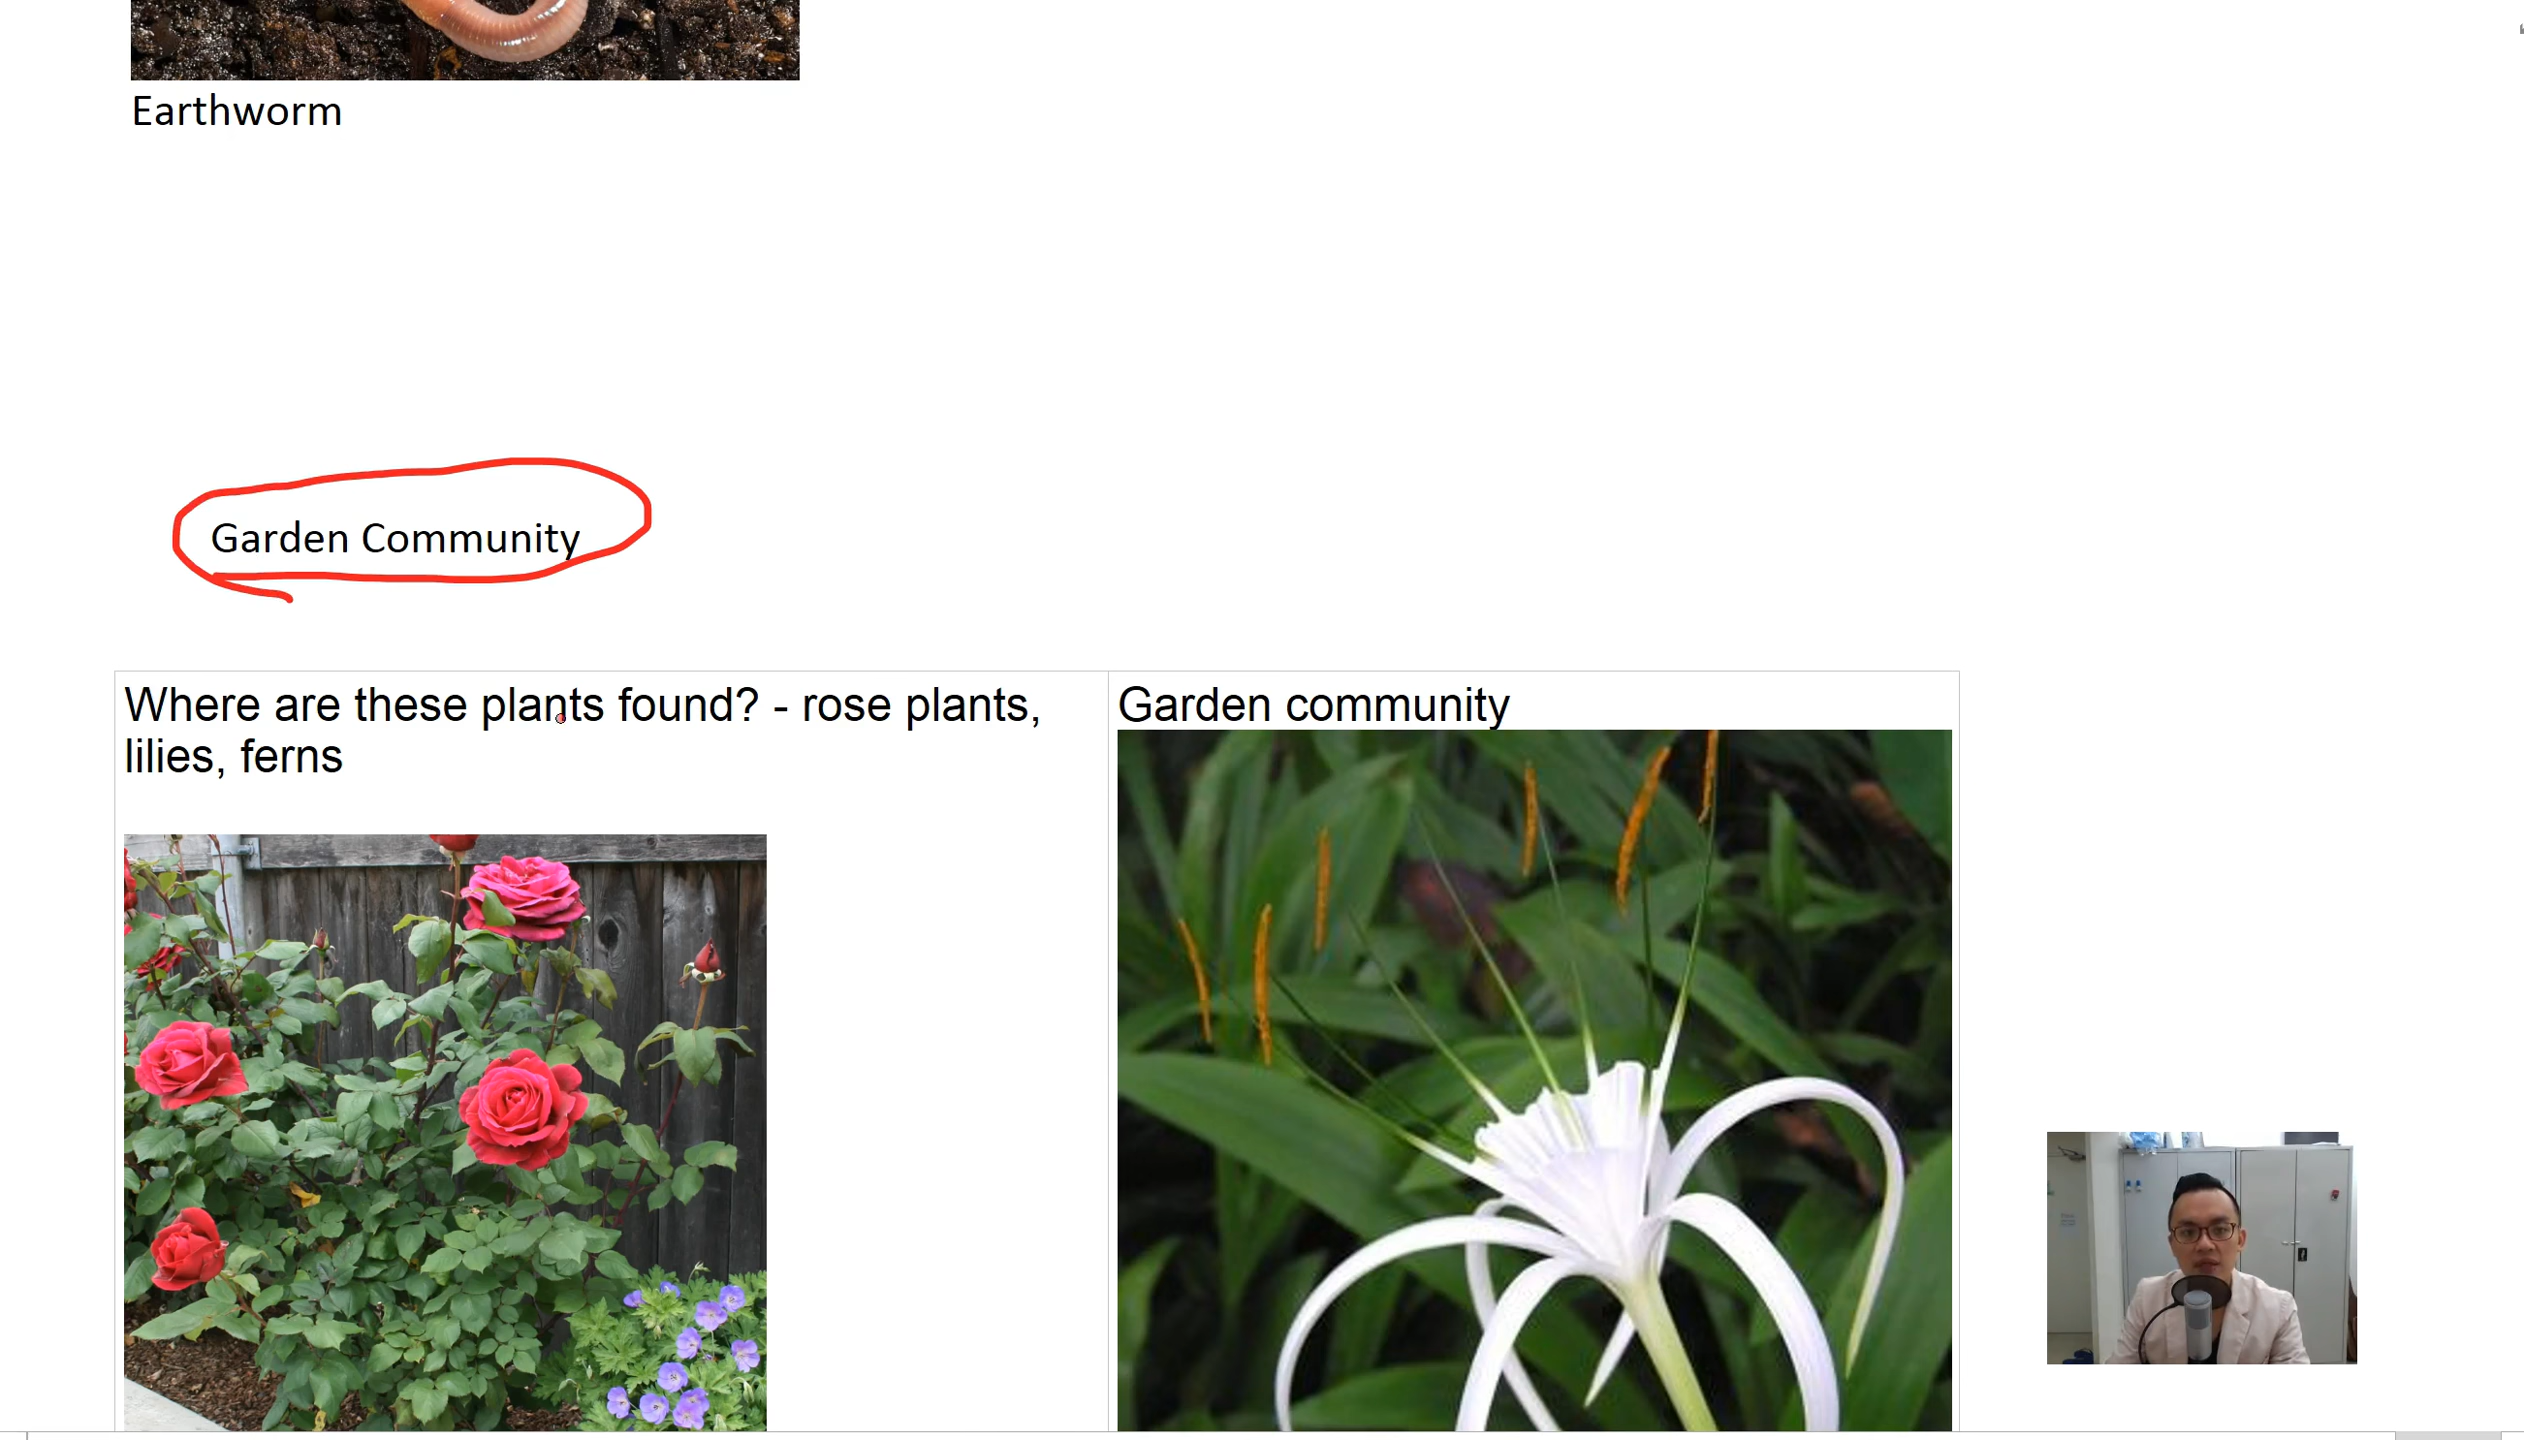 Earthworm
Garden Community
Where are these plants found? - rose plants,
lilies, ferns
Garden community